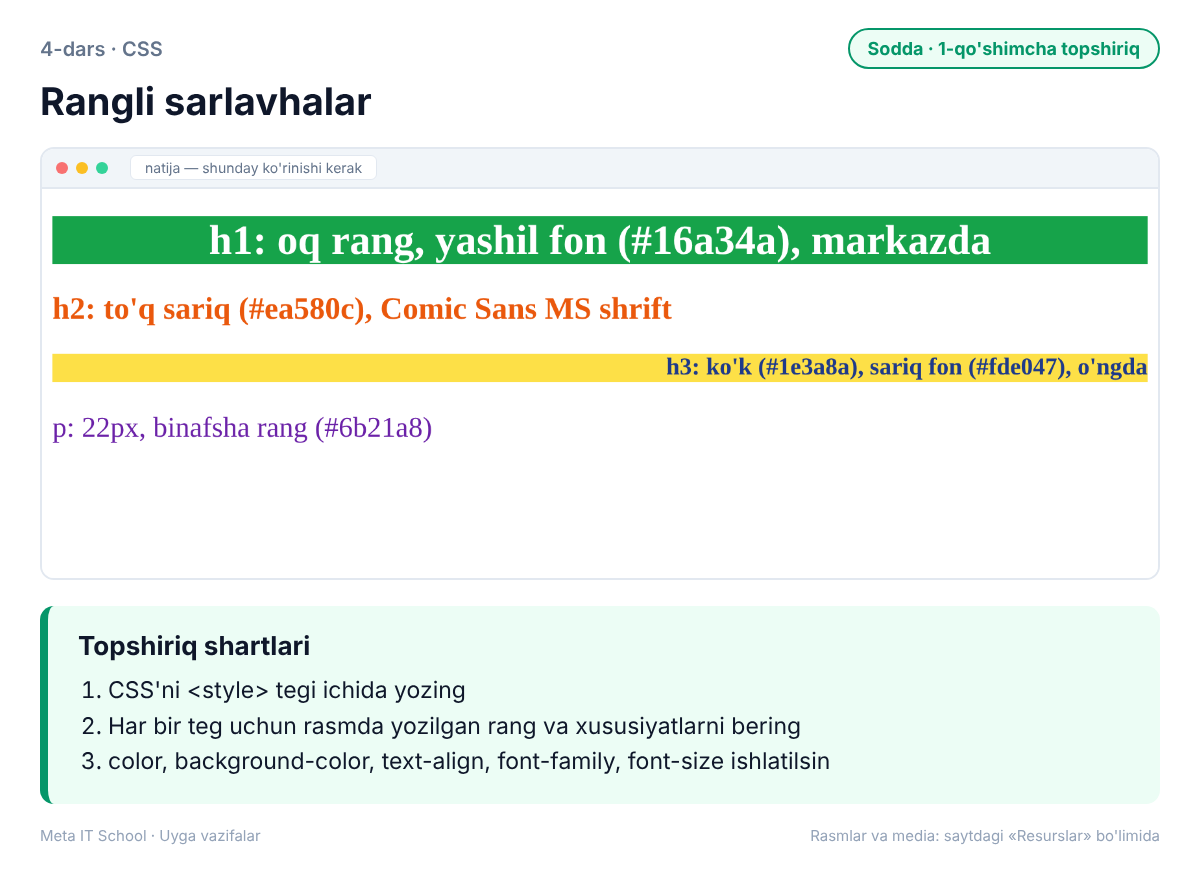 4-dars · CSS
Sodda · 1-qo'shimcha topshiriq
Rangli sarlavhalar
natija — shunday ko'rinishi kerak
h1: oq rang, yashil fon (#16a34a), markazda
h2: to'q sariq (#ea580c), Comic Sans MS shrift
h3: ko'k (#1e3a8a), sariq fon (#fde047), o'ngda
p: 22px, binafsha rang (#6b21a8)
Topshiriq shartlari
1. CSS'ni <style> tegi ichida yozing
2. Har bir teg uchun rasmda yozilgan rang va xususiyatlarni bering
3. color, background-color, text-align, font-family, font-size ishlatilsin
Meta IT School · Uyga vazifalar
Rasmlar va media: saytdagi «Resurslar» bo'limida